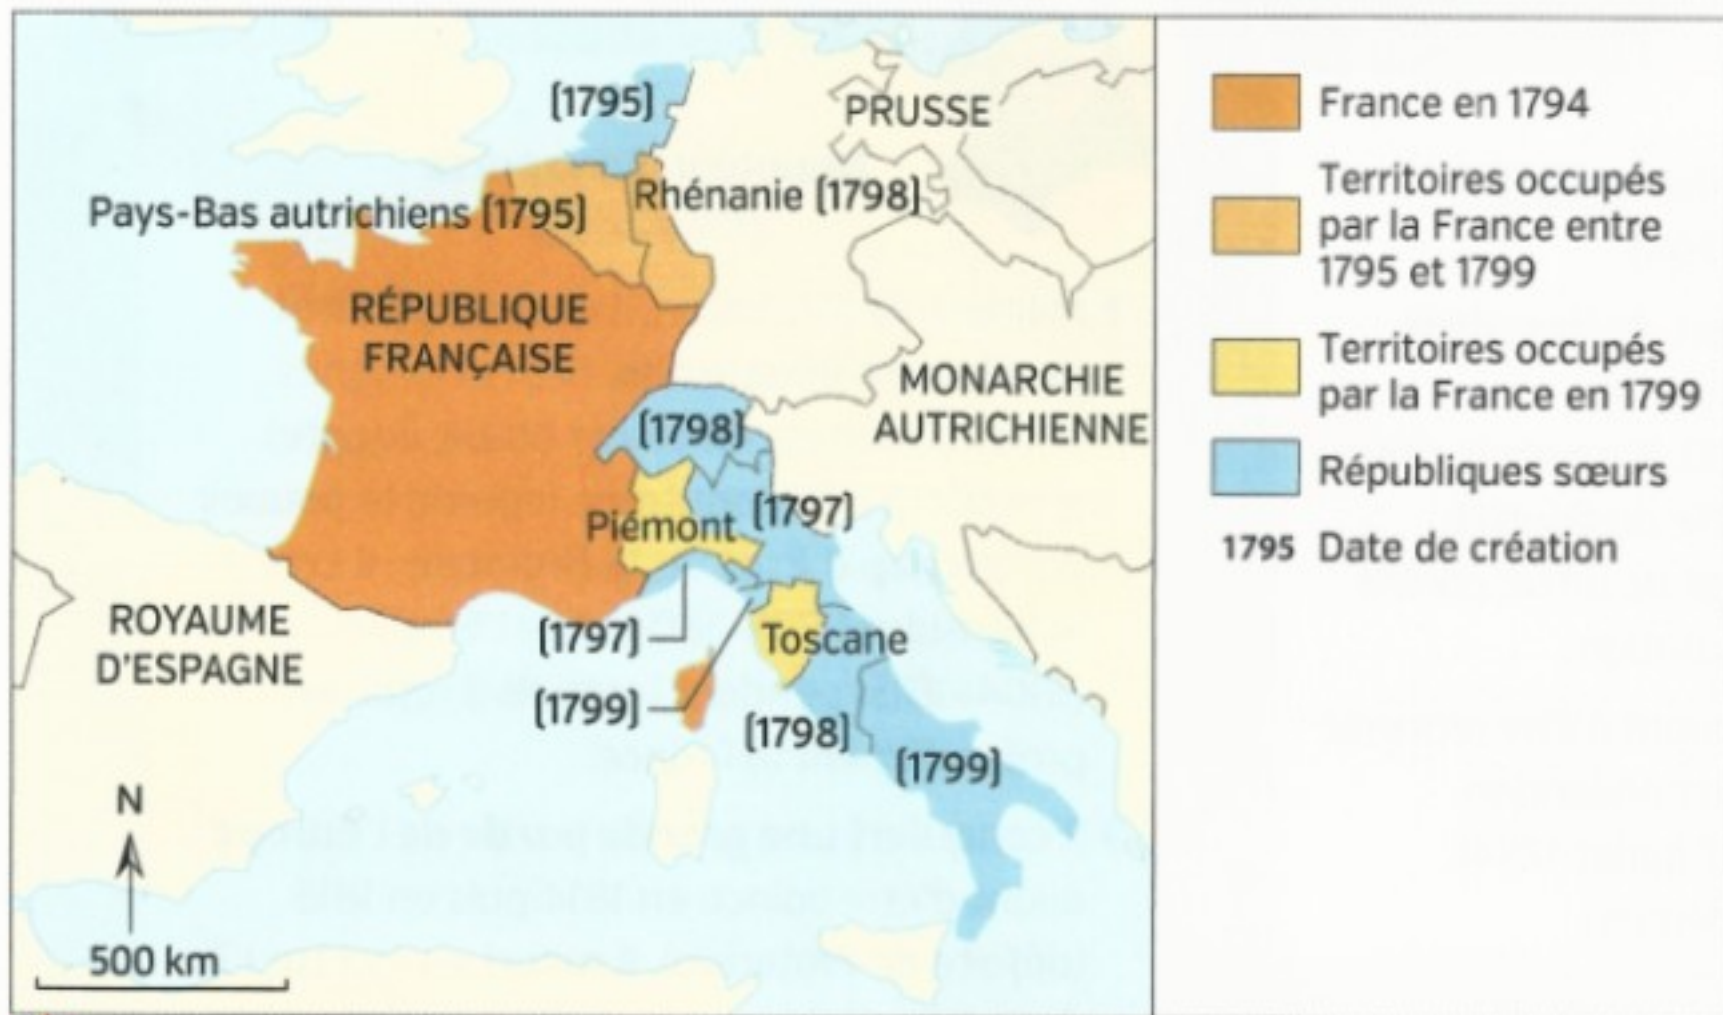 (1795)
PRUSSE
Pays-Bas autrichiens (1795)
Rhénanie (1798)
RÉPUBLIQUE
FRANÇAISE
MONARCHIE
AUTRICHIENNE
(1798)
Piémont
(1797)
ROYAUME
D'ESPAGNE
(1797)
Toscane
(1799)
(1798)
(1799)
N
500 km
France en 1794
Territoires occupés
par la France entre
1795 et 1799
Territoires occupés
par la France en 1799
Républiques sœurs
1795 Date de création